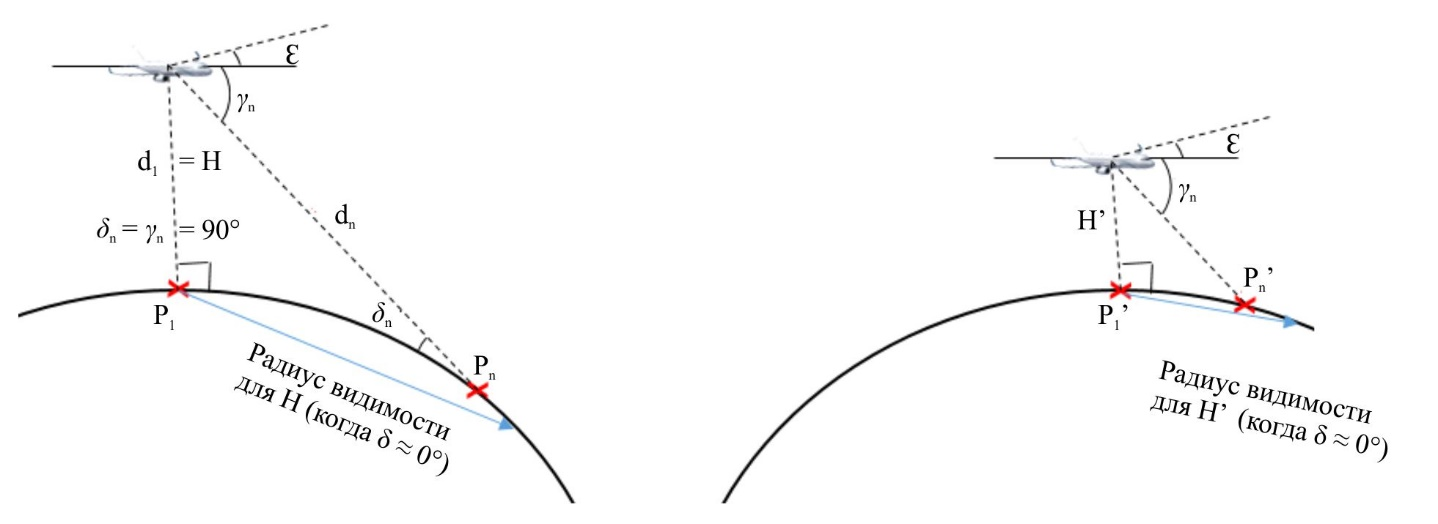 ε
γn
d1 = H
dn
δn = γn = 90°
δn
P1
Pn
Радиус видимости
для H (когда δ ≈ 0°)
ε
γn
H’
Pn’
P1’
Радиус видимости
для H’ (когда δ ≈ 0°)